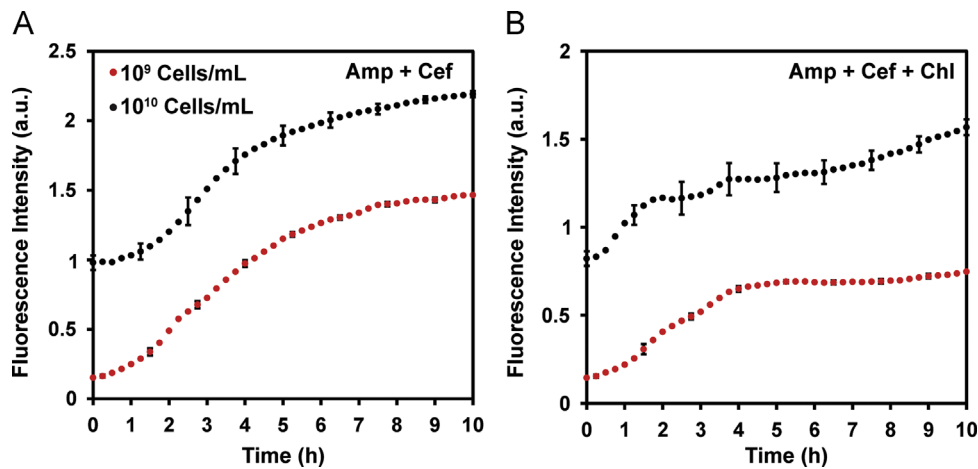 A
Fluorescence Intensity (a.u.)
2.5
2
1.5
1
0.5
0
10⁹ Cells/mL
10¹⁰ Cells/mL
Amp + Cef
0 1 2 3 4 5 6 7 8 9 10
Time (h)
B
Fluorescence Intensity (a.u.)
2
1.5
1
0.5
0
Amp + Cef + Chl
0 1 2 3 4 5 6 7 8 9 10
Time (h)